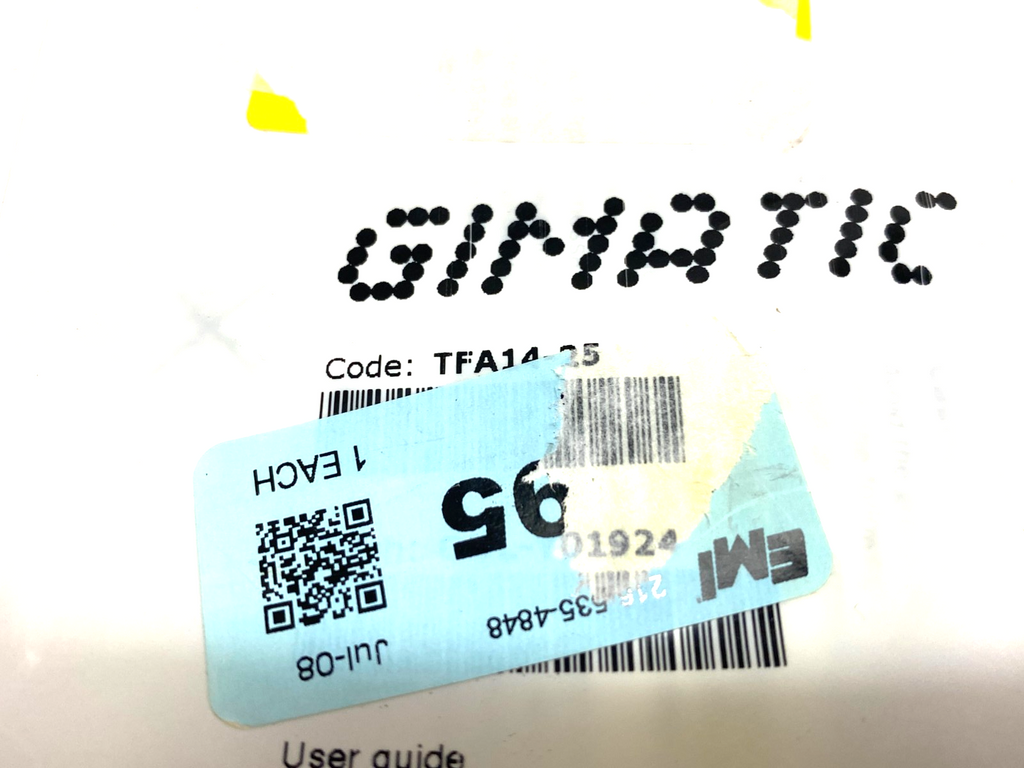 GIMATIC
Code: TFA14-25
01924
User guide
EMI
215-535-4848
Jul-08
95
1 EACH